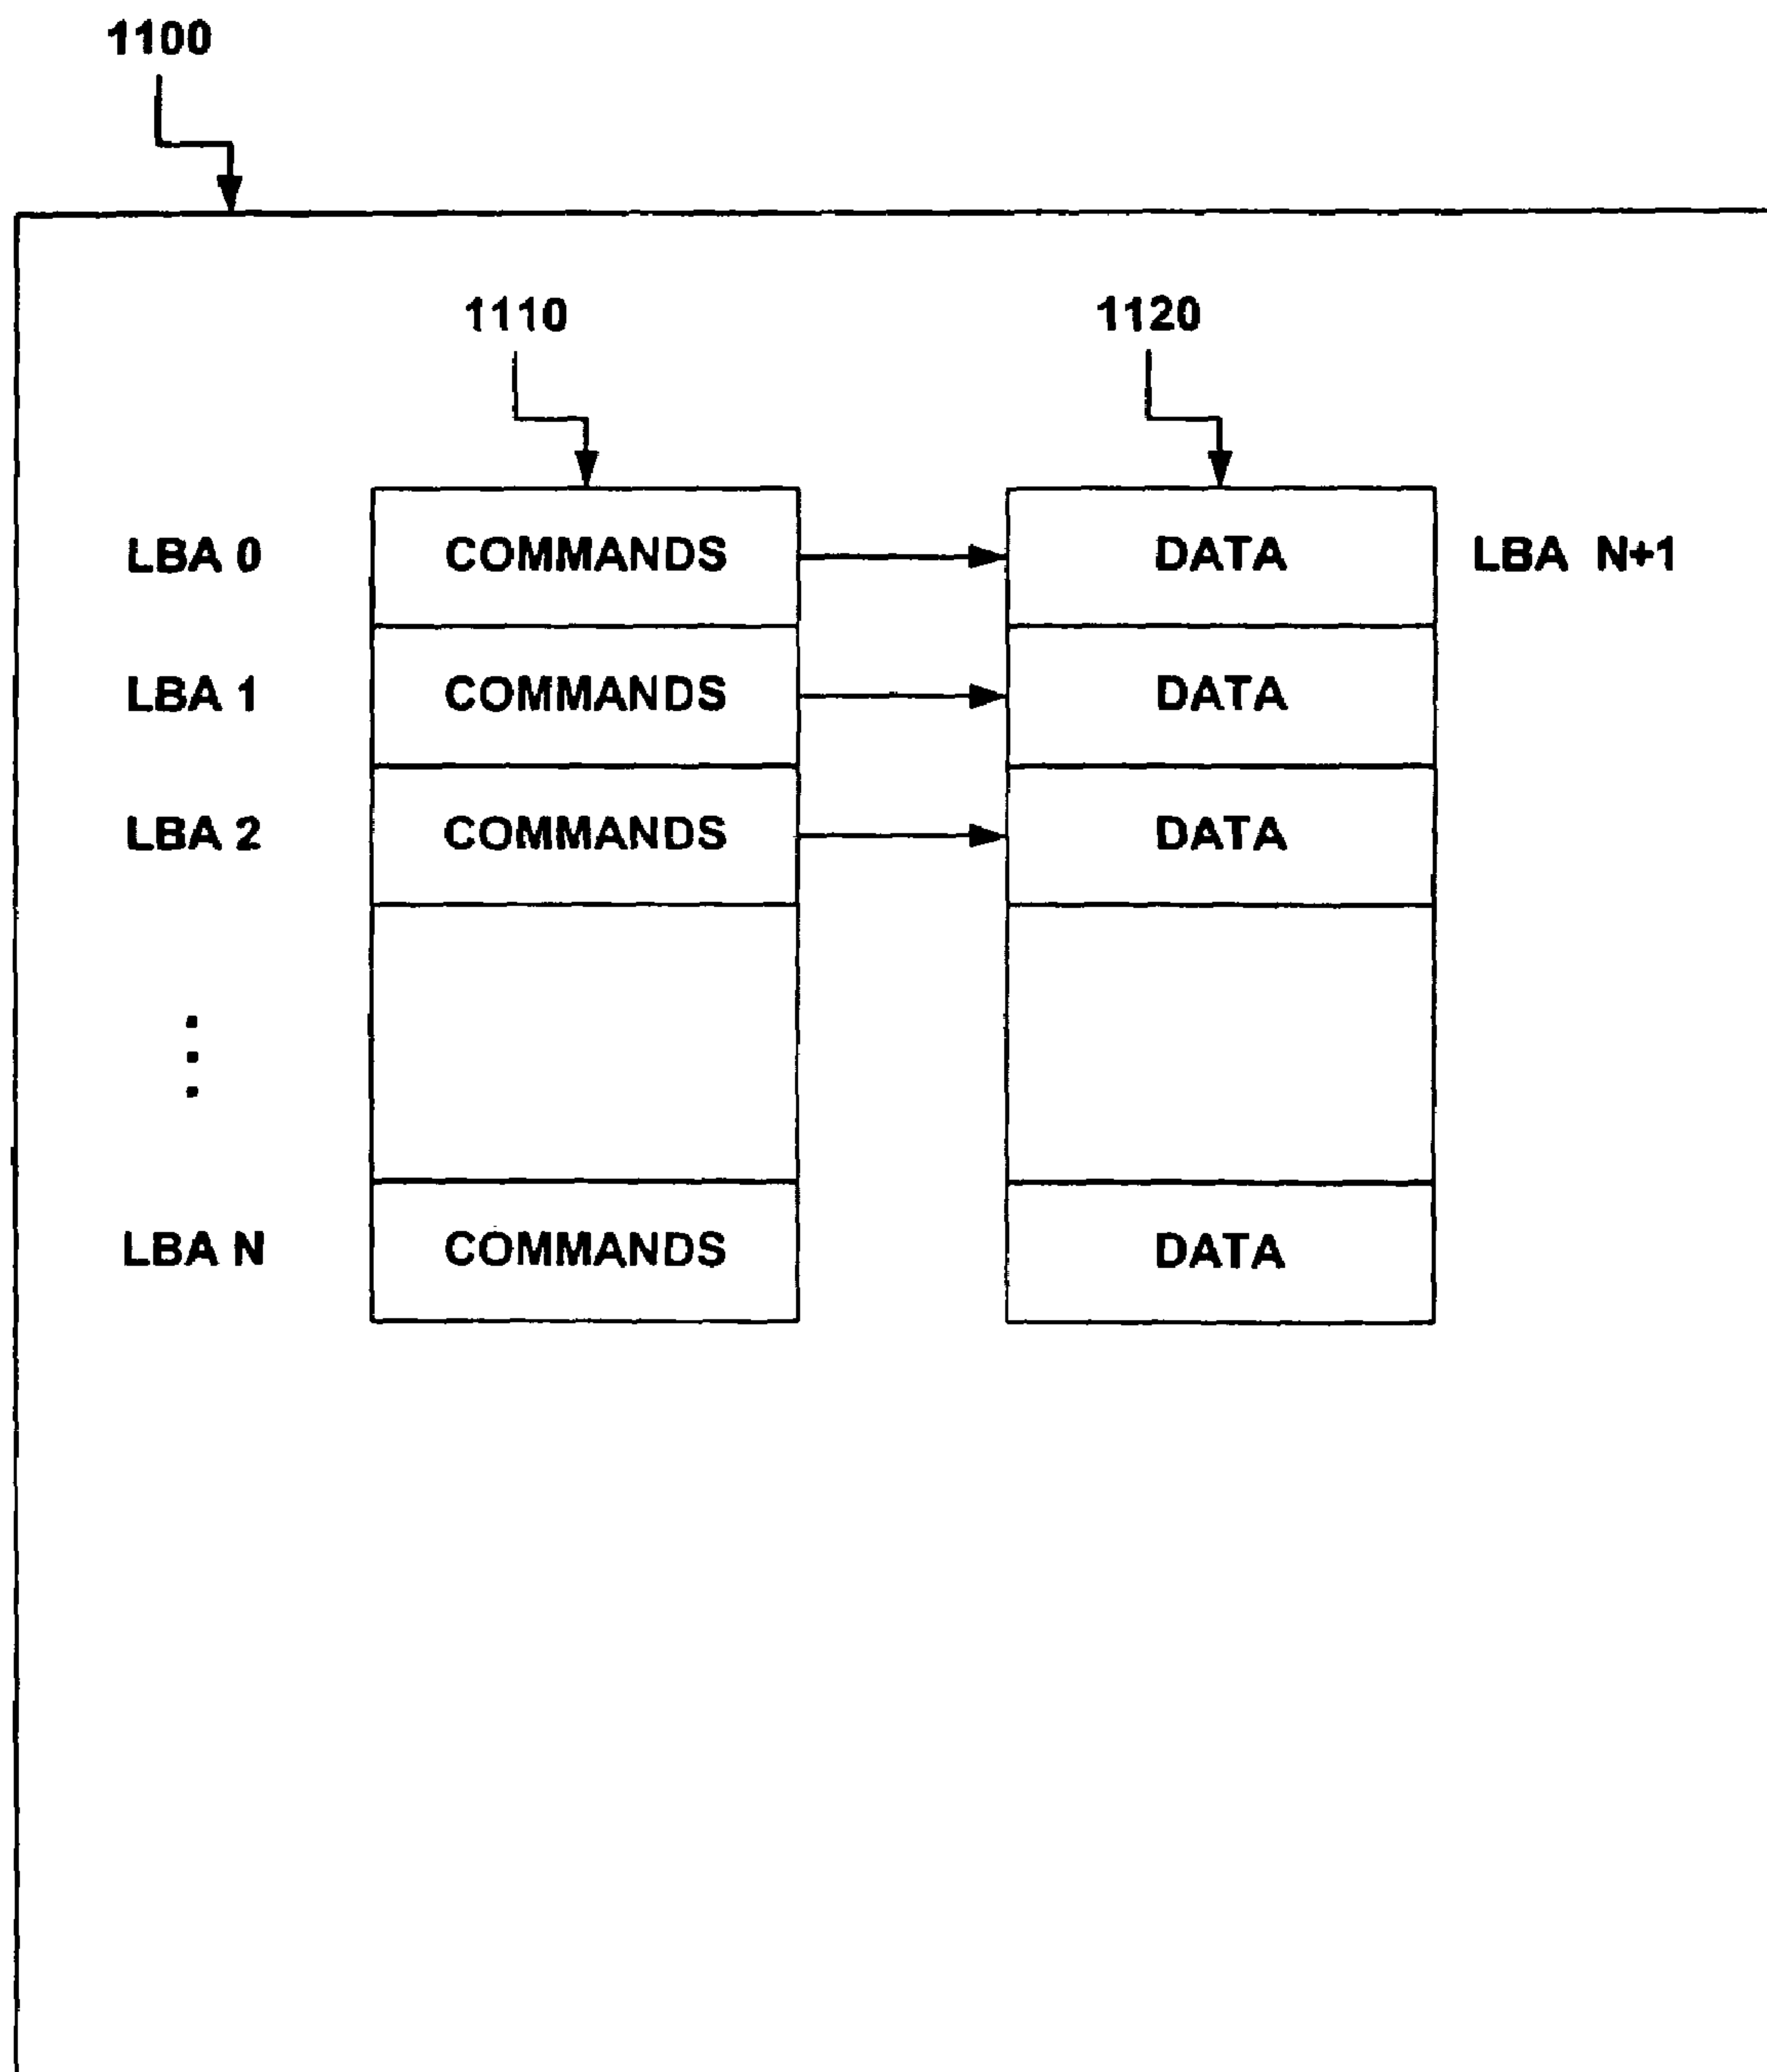 1100
1110 1120
LBA 0 COMMANDS DATA LBA N+1
LBA 1 COMMANDS DATA
LBA 2 COMMANDS DATA
LBA N COMMANDS DATA